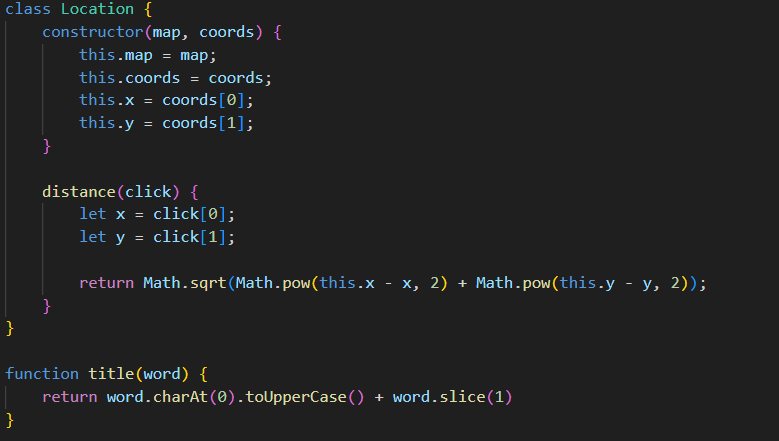 class Location {
    constructor(map, coords) {
        this.map = map;
        this.coords = coords;
        this.x = coords[0];
        this.y = coords[1];
    }

    distance(click) {
        let x = click[0];
        let y = click[1];

        return Math.sqrt(Math.pow(this.x - x, 2) + Math.pow(this.y - y, 2));
    }
}

function title(word) {
    return word.charAt(0).toUpperCase() + word.slice(1)
}